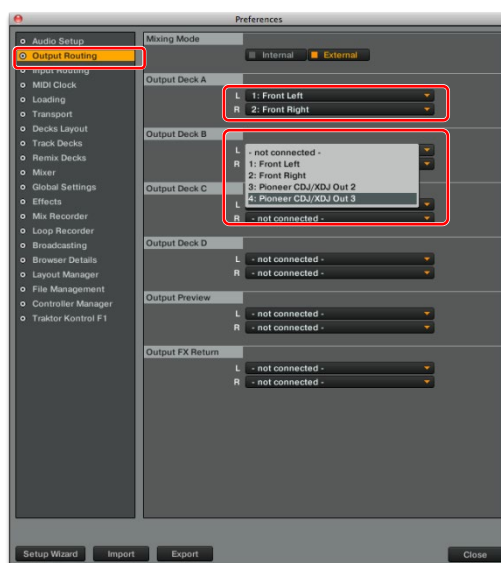 Preferences
Audio Setup
Output Routing
Input Routing
MIDI Clock
Loading
Transport
Decks Layout
Track Decks
Remix Decks
Mixer
Global Settings
Effects
Mix Recorder
Loop Recorder
Broadcasting
Browser Details
Layout Manager
File Management
Controller Manager
Traktor Kontrol F1
Mixing Mode
Internal External
Output Deck A
L 1: Front Left
R 2: Front Right
Output Deck B
L
R
- not connected -
1: Front Left
2: Front Right
3: Pioneer CDJ/XDJ Out 2
4: Pioneer CDJ/XDJ Out 3
Output Deck C
L
R - not connected -
Output Deck D
L - not connected -
R - not connected -
Output Preview
L - not connected -
R - not connected -
Output FX Return
L - not connected -
R - not connected -
Setup Wizard Import Export Close